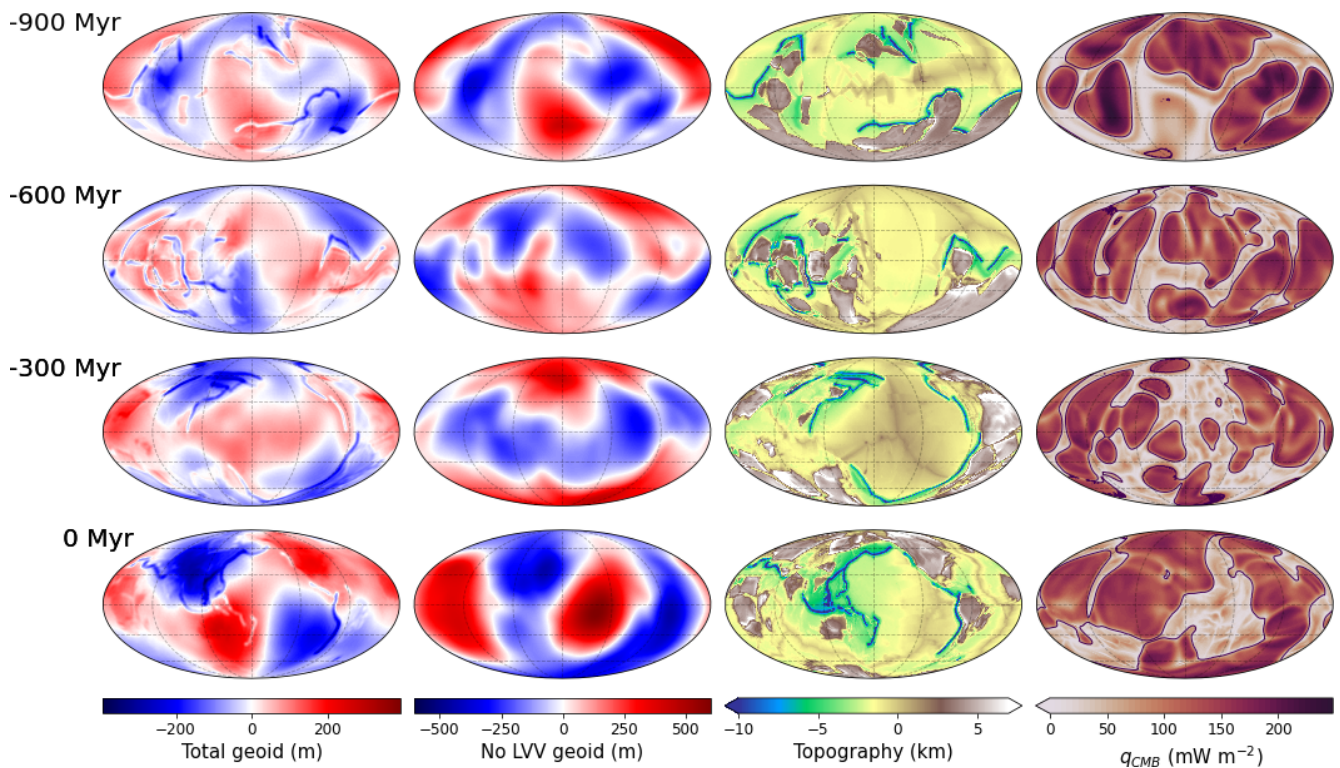 -900 Myr
-600 Myr
-300 Myr
0 Myr
−200 0 200
Total geoid (m)
−500 −250 0 250 500
No LVV geoid (m)
−10 −5 0 5
Topography (km)
0 50 100 150 200
qCMB (mW m−2)